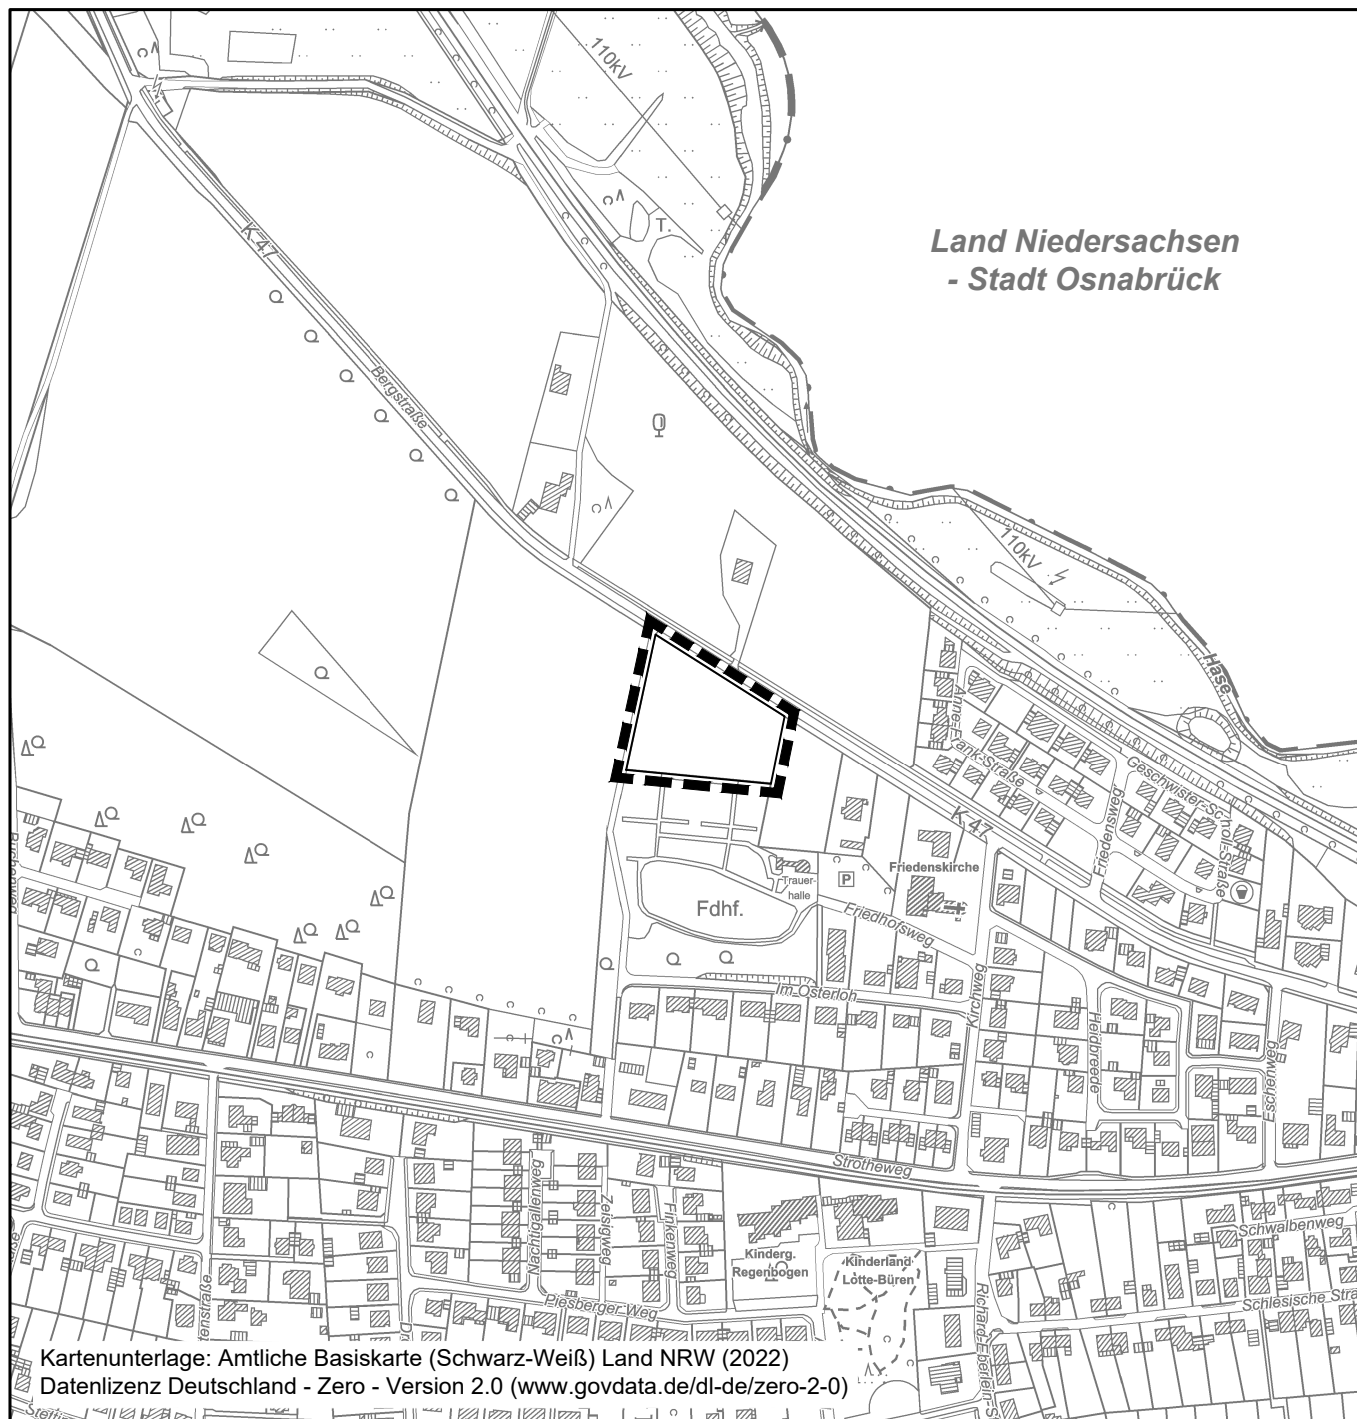 110kV
K 47
T.
Land Niedersachsen
- Stadt Osnabrück
Bergstraße
110kV
Hase
Anne-Frank-Straße
Geschwister-Scholl-Straße
Friedensweg
K 47
Friedenskirche
Trauer-
halle
P
Fdhf.
Friedhofsweg
Im Osterloh
Kirchweg
Heidbreede
Eschenweg
Strotheweg
Nachtigallenweg
Zeisigweg
Finkenweg
Kinderg.
Regenbogen
Kinderland
Lotte-Büren
Schwalbenweg
Schlesische Stra
Piesberger Weg
Richard-Eberlein-S
tenstraße
Kartenunterlage: Amtliche Basiskarte (Schwarz-Weiß) Land NRW (2022)
Datenlizenz Deutschland - Zero - Version 2.0 (www.govdata.de/dl-de/zero-2-0)